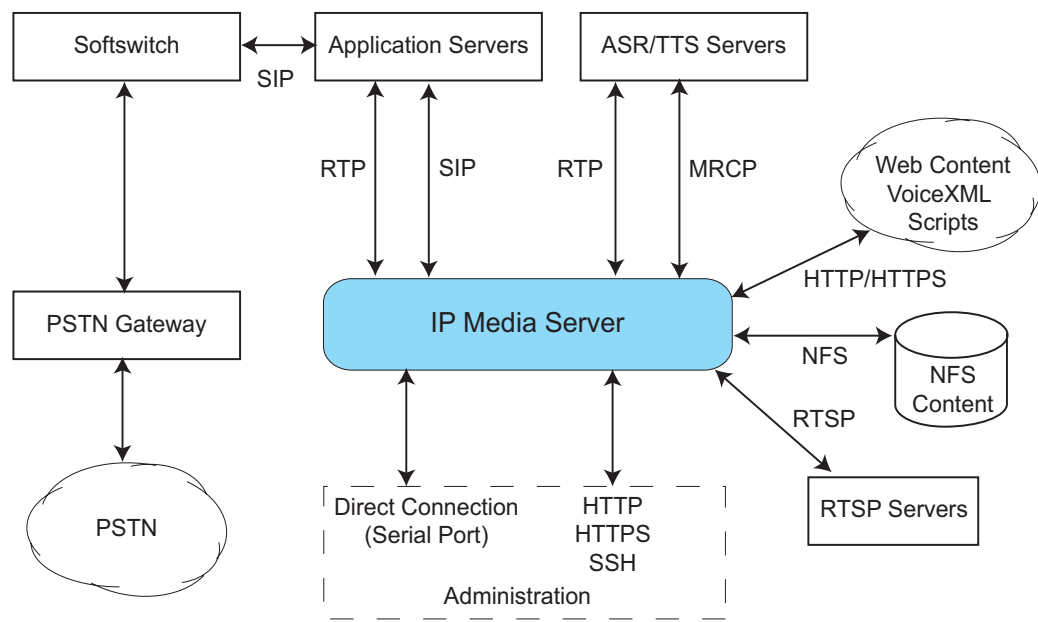 Softswitch
SIP
Application Servers
ASR/TTS Servers
RTP
SIP
RTP
MRCP
Web Content
VoiceXML
Scripts
HTTP/HTTPS
PSTN Gateway
IP Media Server
NFS
NFS
Content
RTSP
RTSP Servers
PSTN
Direct Connection
(Serial Port)
HTTP
HTTPS
SSH
Administration